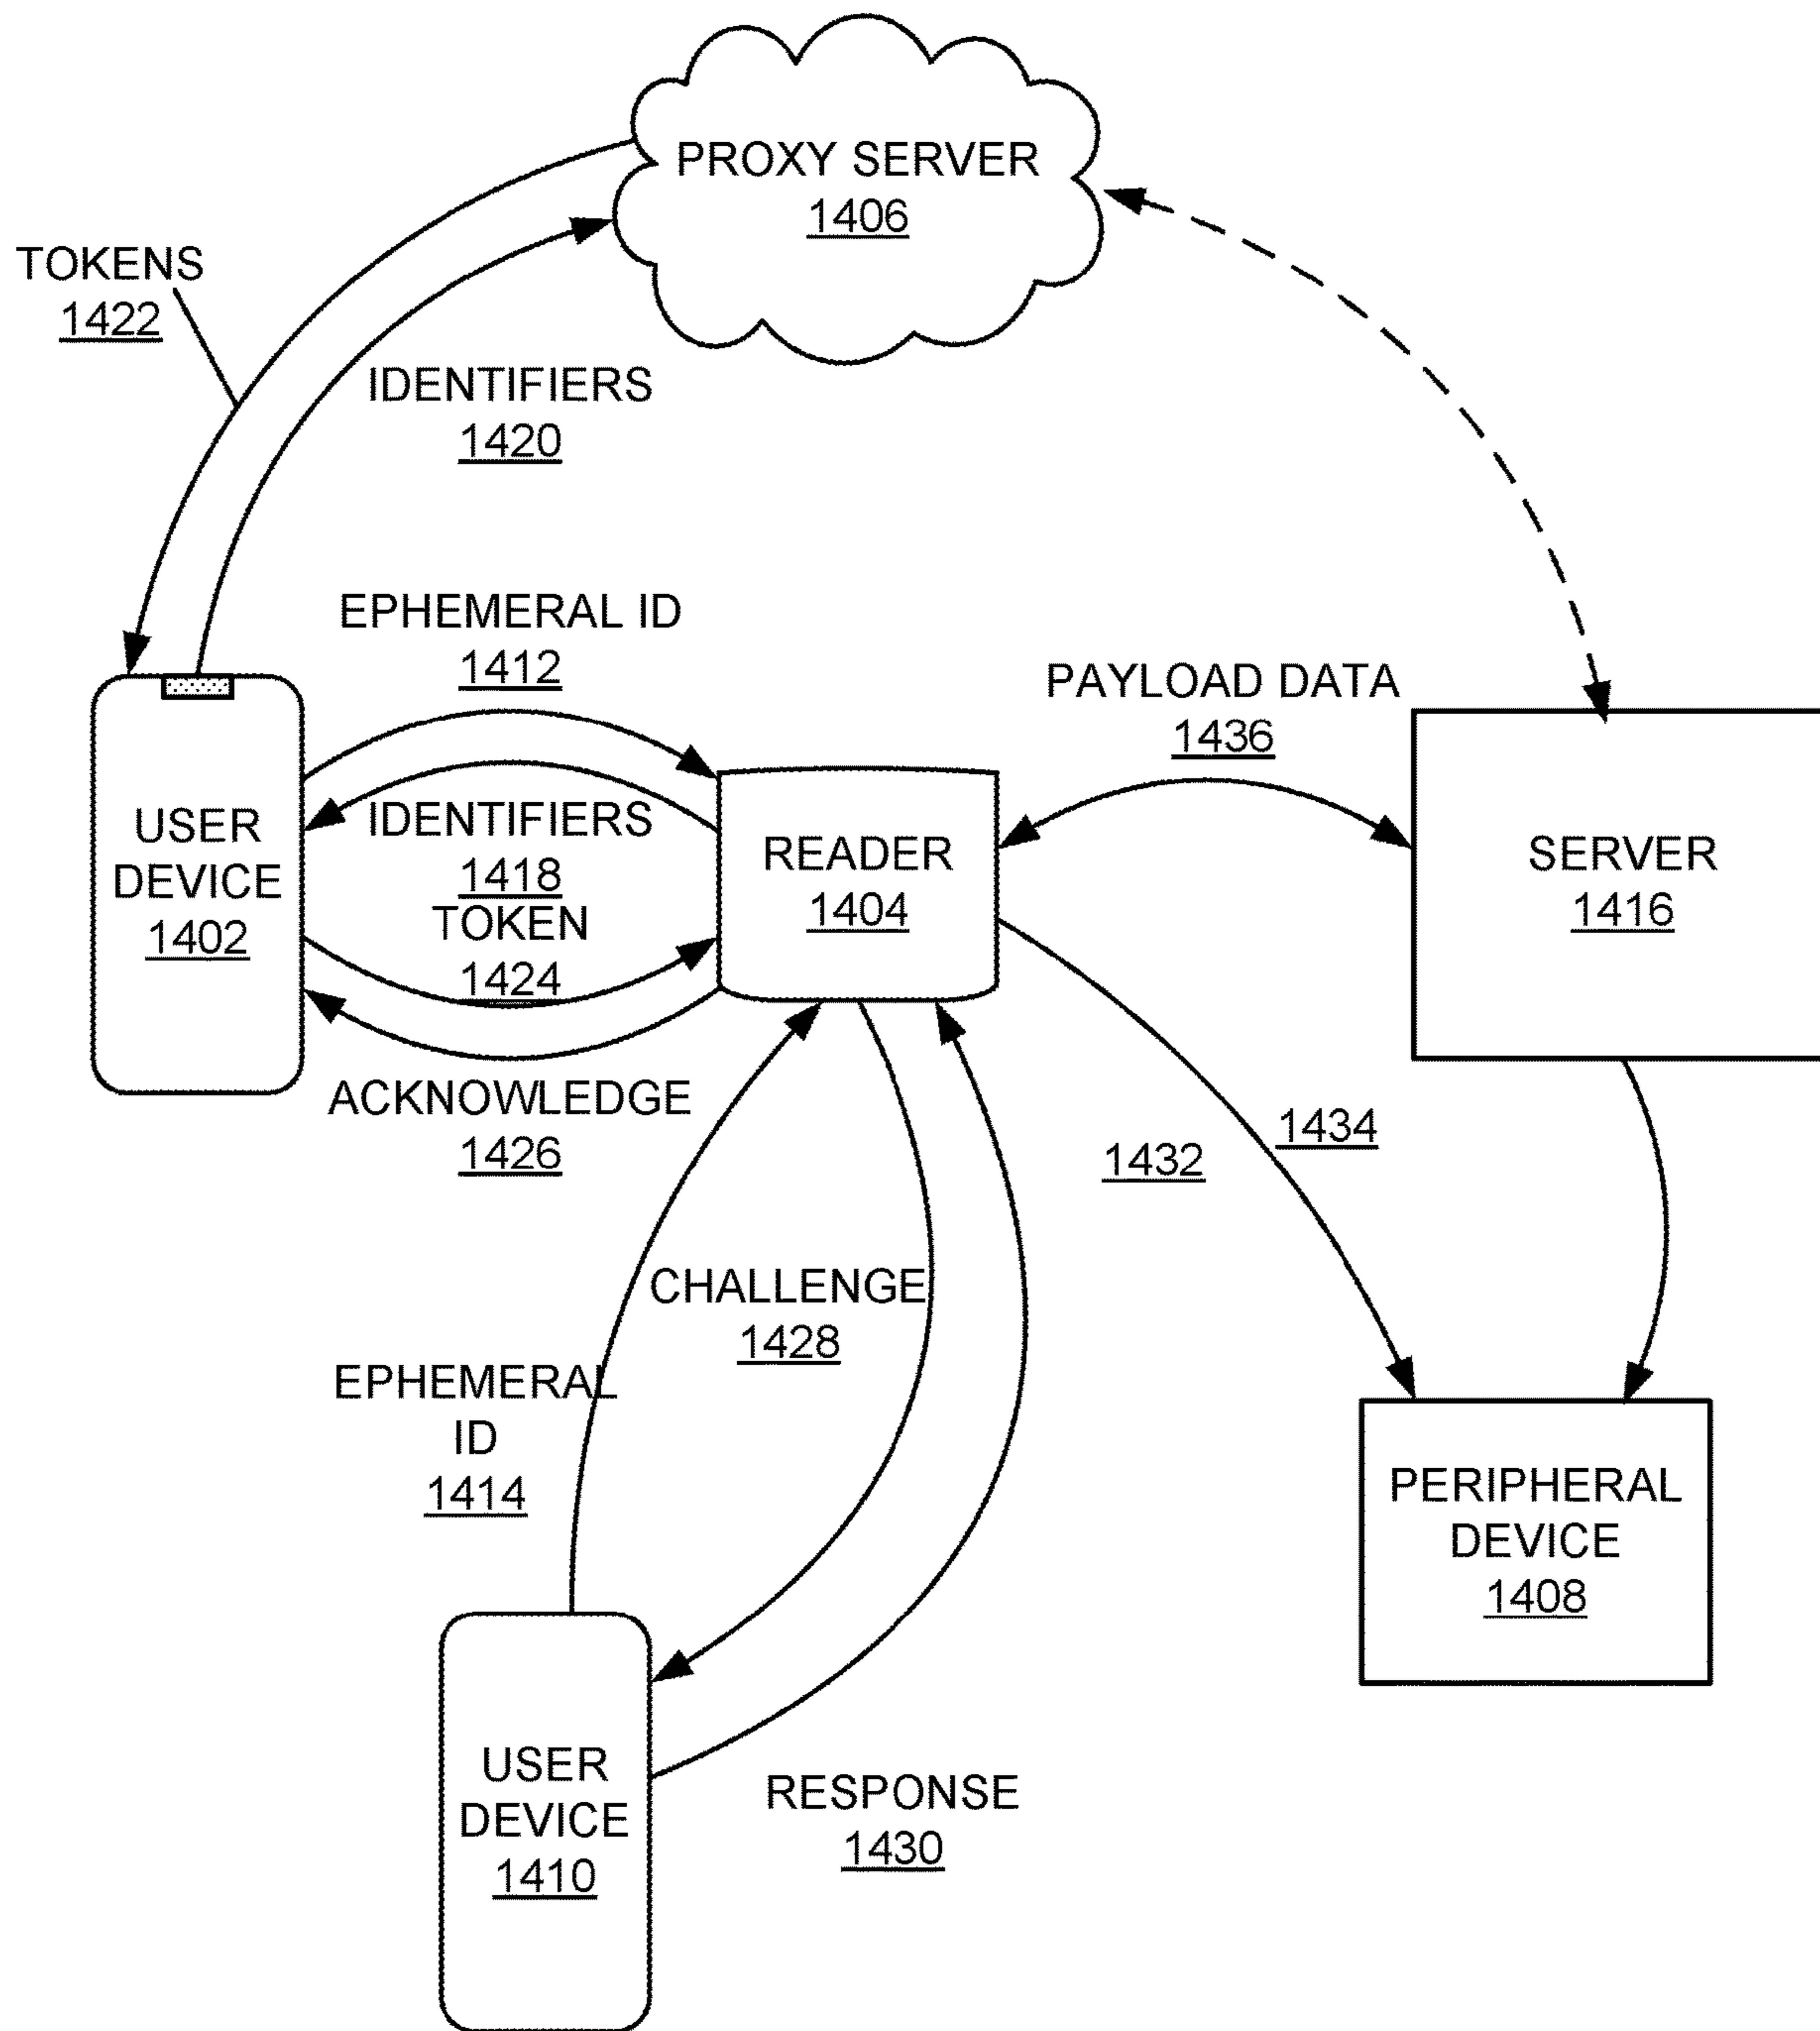 PROXY SERVER
1406
TOKENS
1422
IDENTIFIERS
1420
EPHEMERAL ID
1412
PAYLOAD DATA
1436
USER
DEVICE
1402
IDENTIFIERS
1418
TOKEN
1424
READER
1404
SERVER
1416
ACKNOWLEDGE
1426
1432
1434
CHALLENGE
1428
EPHEMERAL
ID
1414
PERIPHERAL
DEVICE
1408
USER
DEVICE
1410
RESPONSE
1430